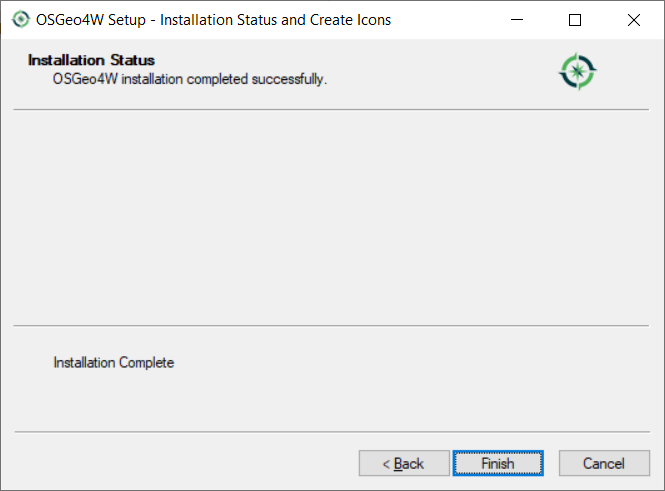 OSGeo4W Setup - Installation Status and Create Icons
Installation Status
OSGeo4W installation completed successfully.
Installation Complete
< Back Finish Cancel